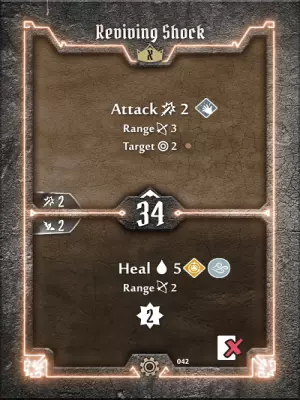 Reviving Shock
X
Attack 2
Range 3
Target 2
2
34
2
Heal 5
Range 2
2
042